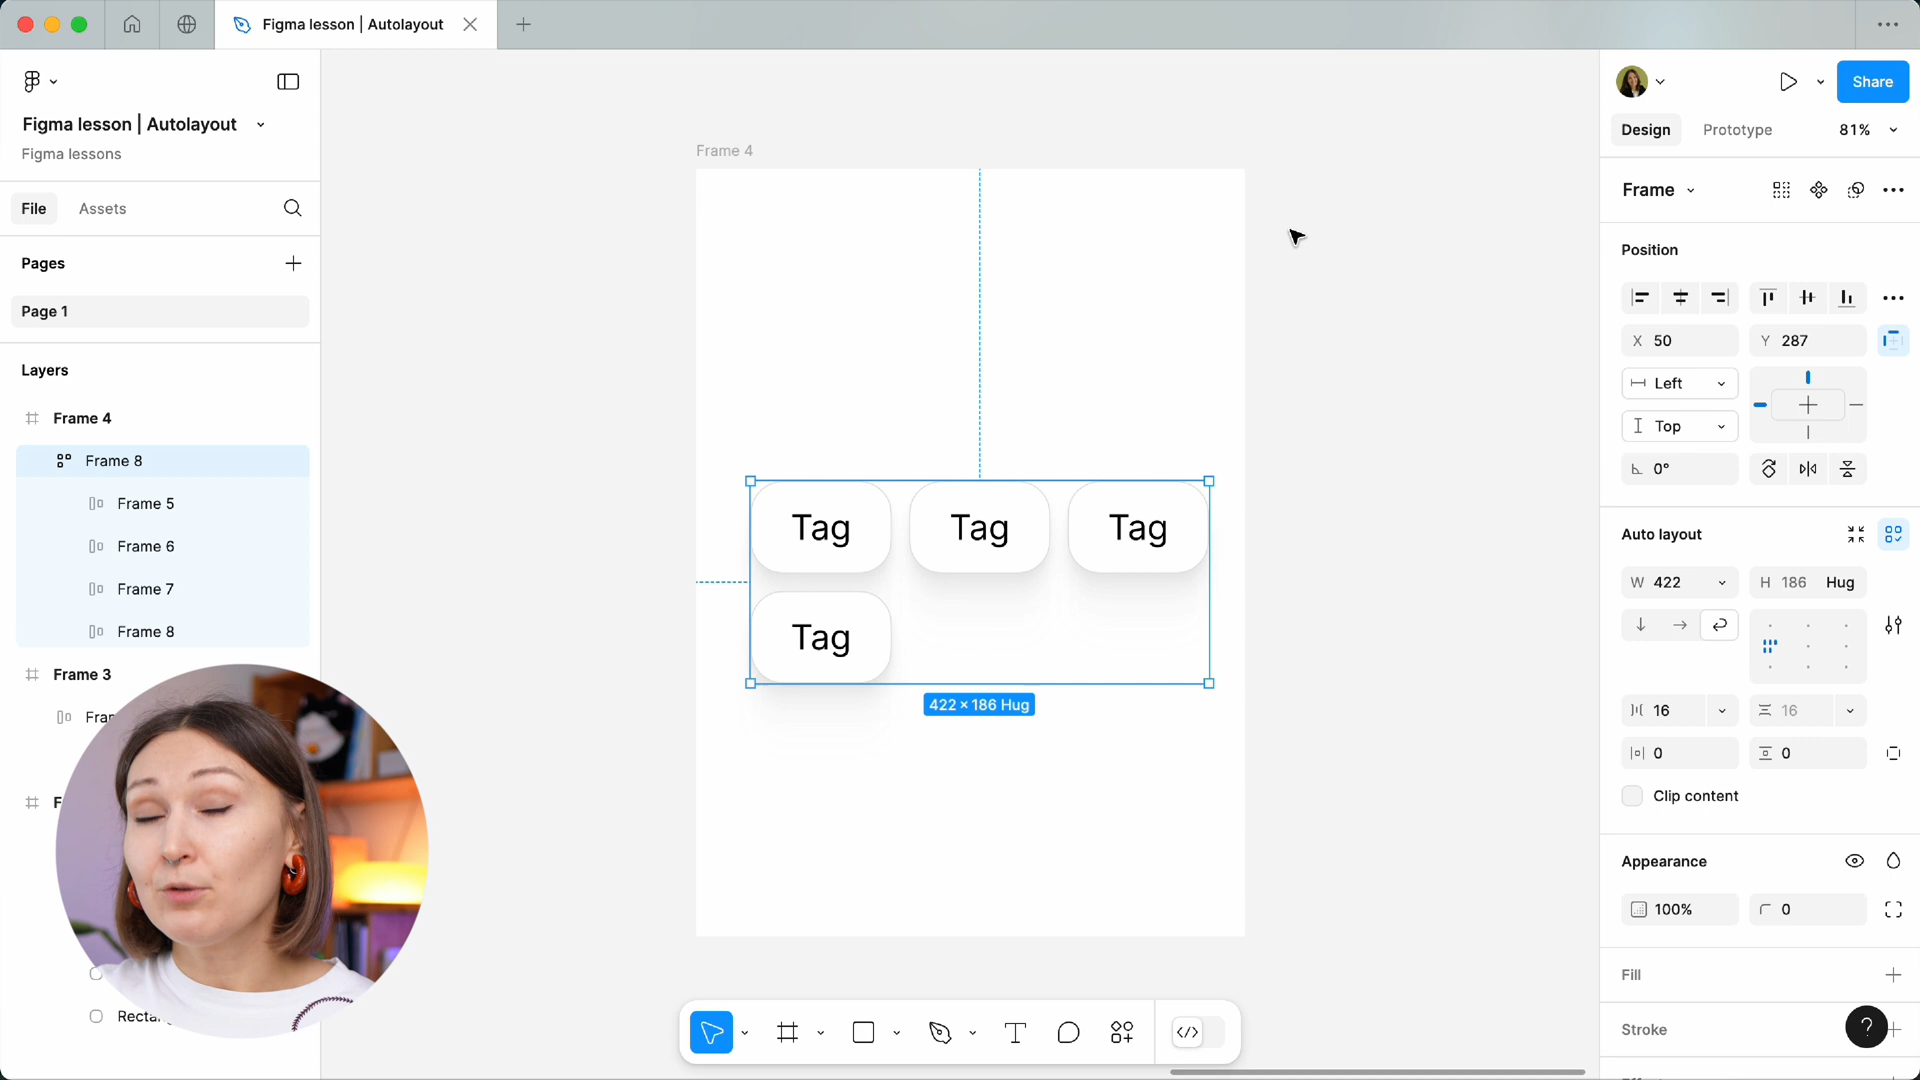 Figma lesson | Autolayout
Figma lesson | Autolayout
Figma lessons
File
Assets
Pages
Page 1
Layers
Frame 4
Frame 8
Frame 5
Frame 6
Frame 7
Frame 8
Frame 3
Frame 4
Tag
Tag
Tag
Tag
422 × 186 Hug
Share
Design
Prototype
81%
Frame
Position
X 50
Y 287
Left
Top
0°
Auto layout
W 422
H 186 Hug
16
16
0
0
Clip content
Appearance
100%
0
Fill
Stroke
?